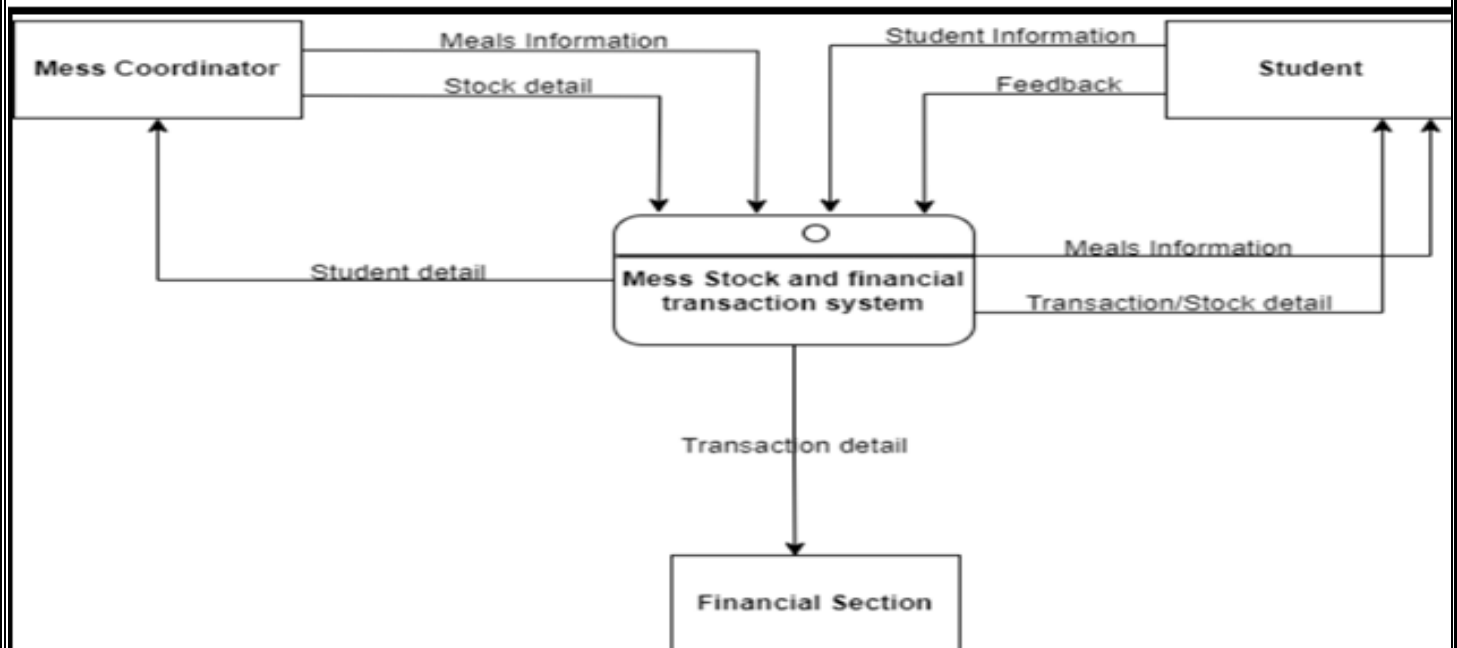 Mess Coordinator
Meals Information
Stock detail
Student Information
Feedback
Student
Student detail
Mess Stock and financial
transaction system
Meals Information
Transaction/Stock detail
Transaction detail
Financial Section